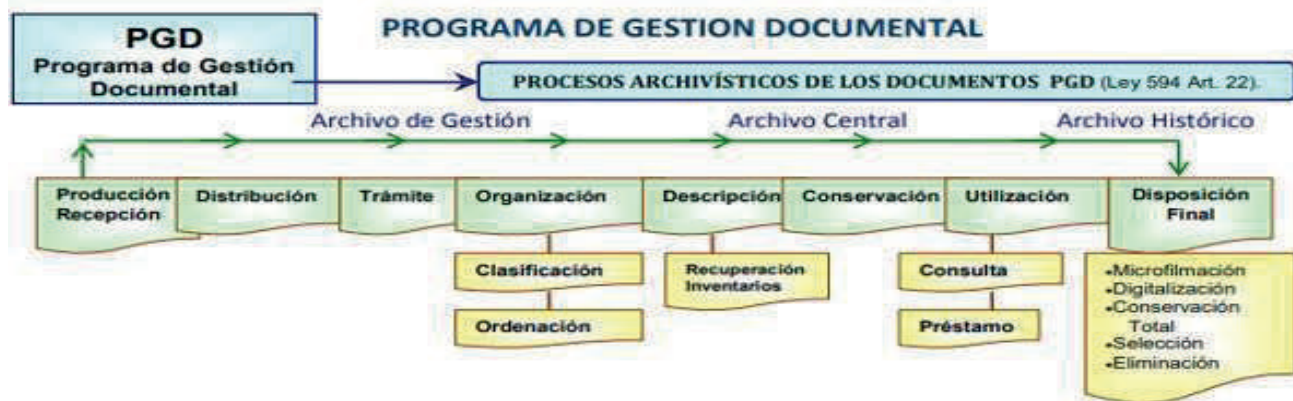 PROGRAMA DE GESTION DOCUMENTAL
PGD
Programa de Gestión
Documental
PROCESOS ARCHIVÍSTICOS DE LOS DOCUMENTOS PGD (Ley 594 Art. 22).
Archivo de Gestión
Archivo Central
Archivo Histórico
Producción
Recepción
Distribución
Trámite
Organización
Descripción
Conservación
Utilización
Disposición
Final
Clasificación
Ordenación
Recuperación
Inventarios
Consulta
Préstamo
•Microfilmación
•Digitalización
•Conservación
Total
•Selección
•Eliminación